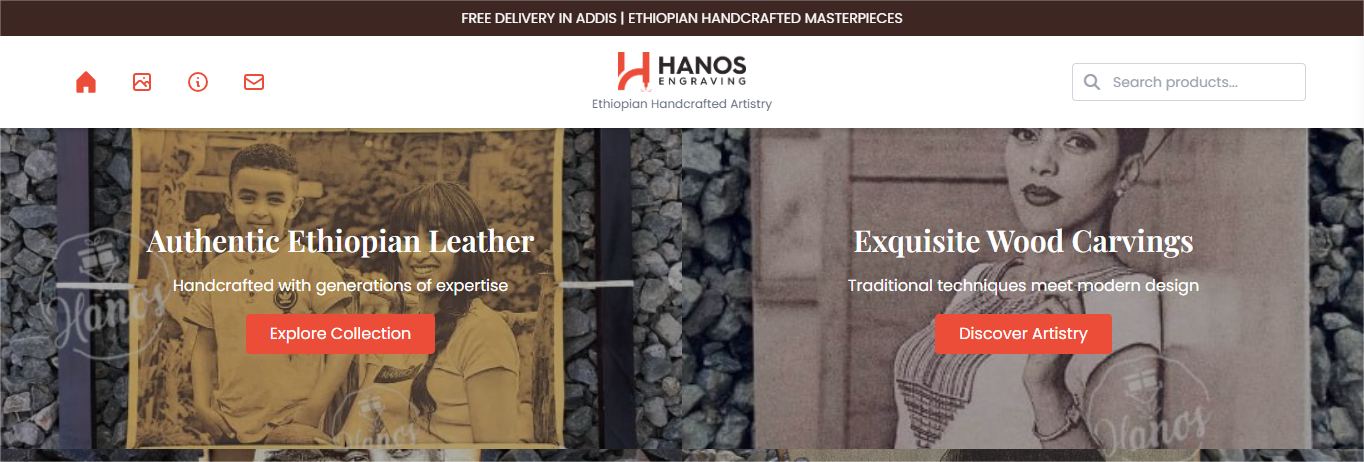 FREE DELIVERY IN ADDIS | ETHIOPIAN HANDCRAFTED MASTERPIECES
HANOS
ENGRAVING
Ethiopian Handcrafted Artistry
Search products...
Authentic Ethiopian Leather
Handcrafted with generations of expertise
Explore Collection
Hanos
Hanos
Exquisite Wood Carvings
Traditional techniques meet modern design
Discover Artistry
Hanos